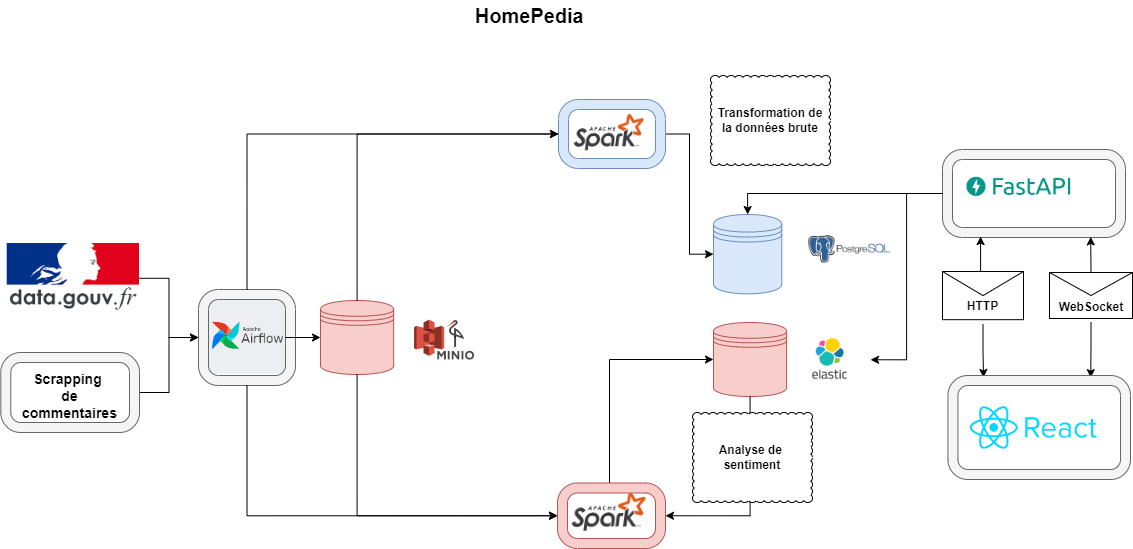 HomePedia
APACHE
Spark
Transformation de
la données brute
FastAPI
PostgreSQL
data.gouv.fr
Apache
Airflow
MINIO
HTTP
WebSocket
elastic
Scrapping
de
commentaires
React
Analyse de
sentiment
APACHE
Spark